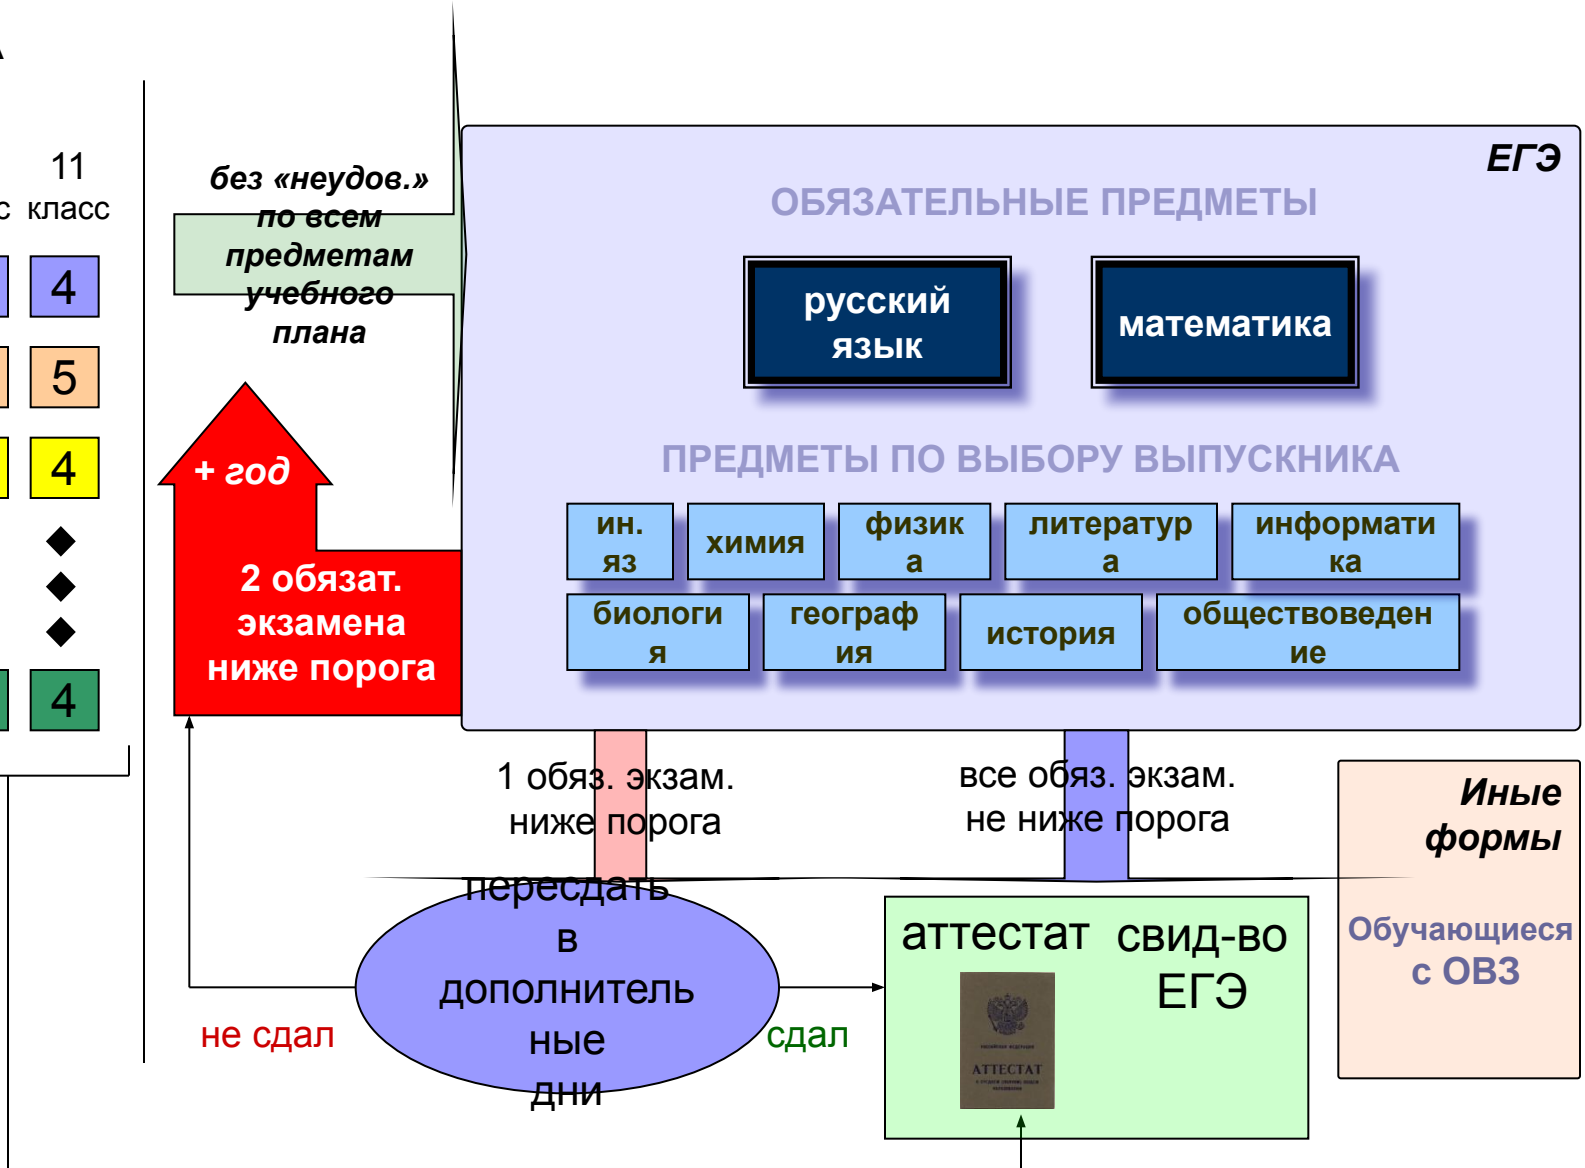 11
с класс
4
5
4
4
без «неудов.»
по всем
предметам
учебного
плана
+ год
2 обязат.
экзамена
ниже порога
ЕГЭ
ОБЯЗАТЕЛЬНЫЕ ПРЕДМЕТЫ
русский
язык
математика
ПРЕДМЕТЫ ПО ВЫБОРУ ВЫПУСКНИКА
ин.
яз
химия
физик
а
литератур
а
информати
ка
биологи
я
географ
ия
история
обществоведен
ие
1 обяз. экзам.
ниже порога
все обяз. экзам.
не ниже порога
Иные
формы
Обучающиеся
с ОВЗ
пересдать
в
дополнитель
ные
дни
не сдал
сдал
аттестат
свид-во
ЕГЭ
АТТЕСТАТ